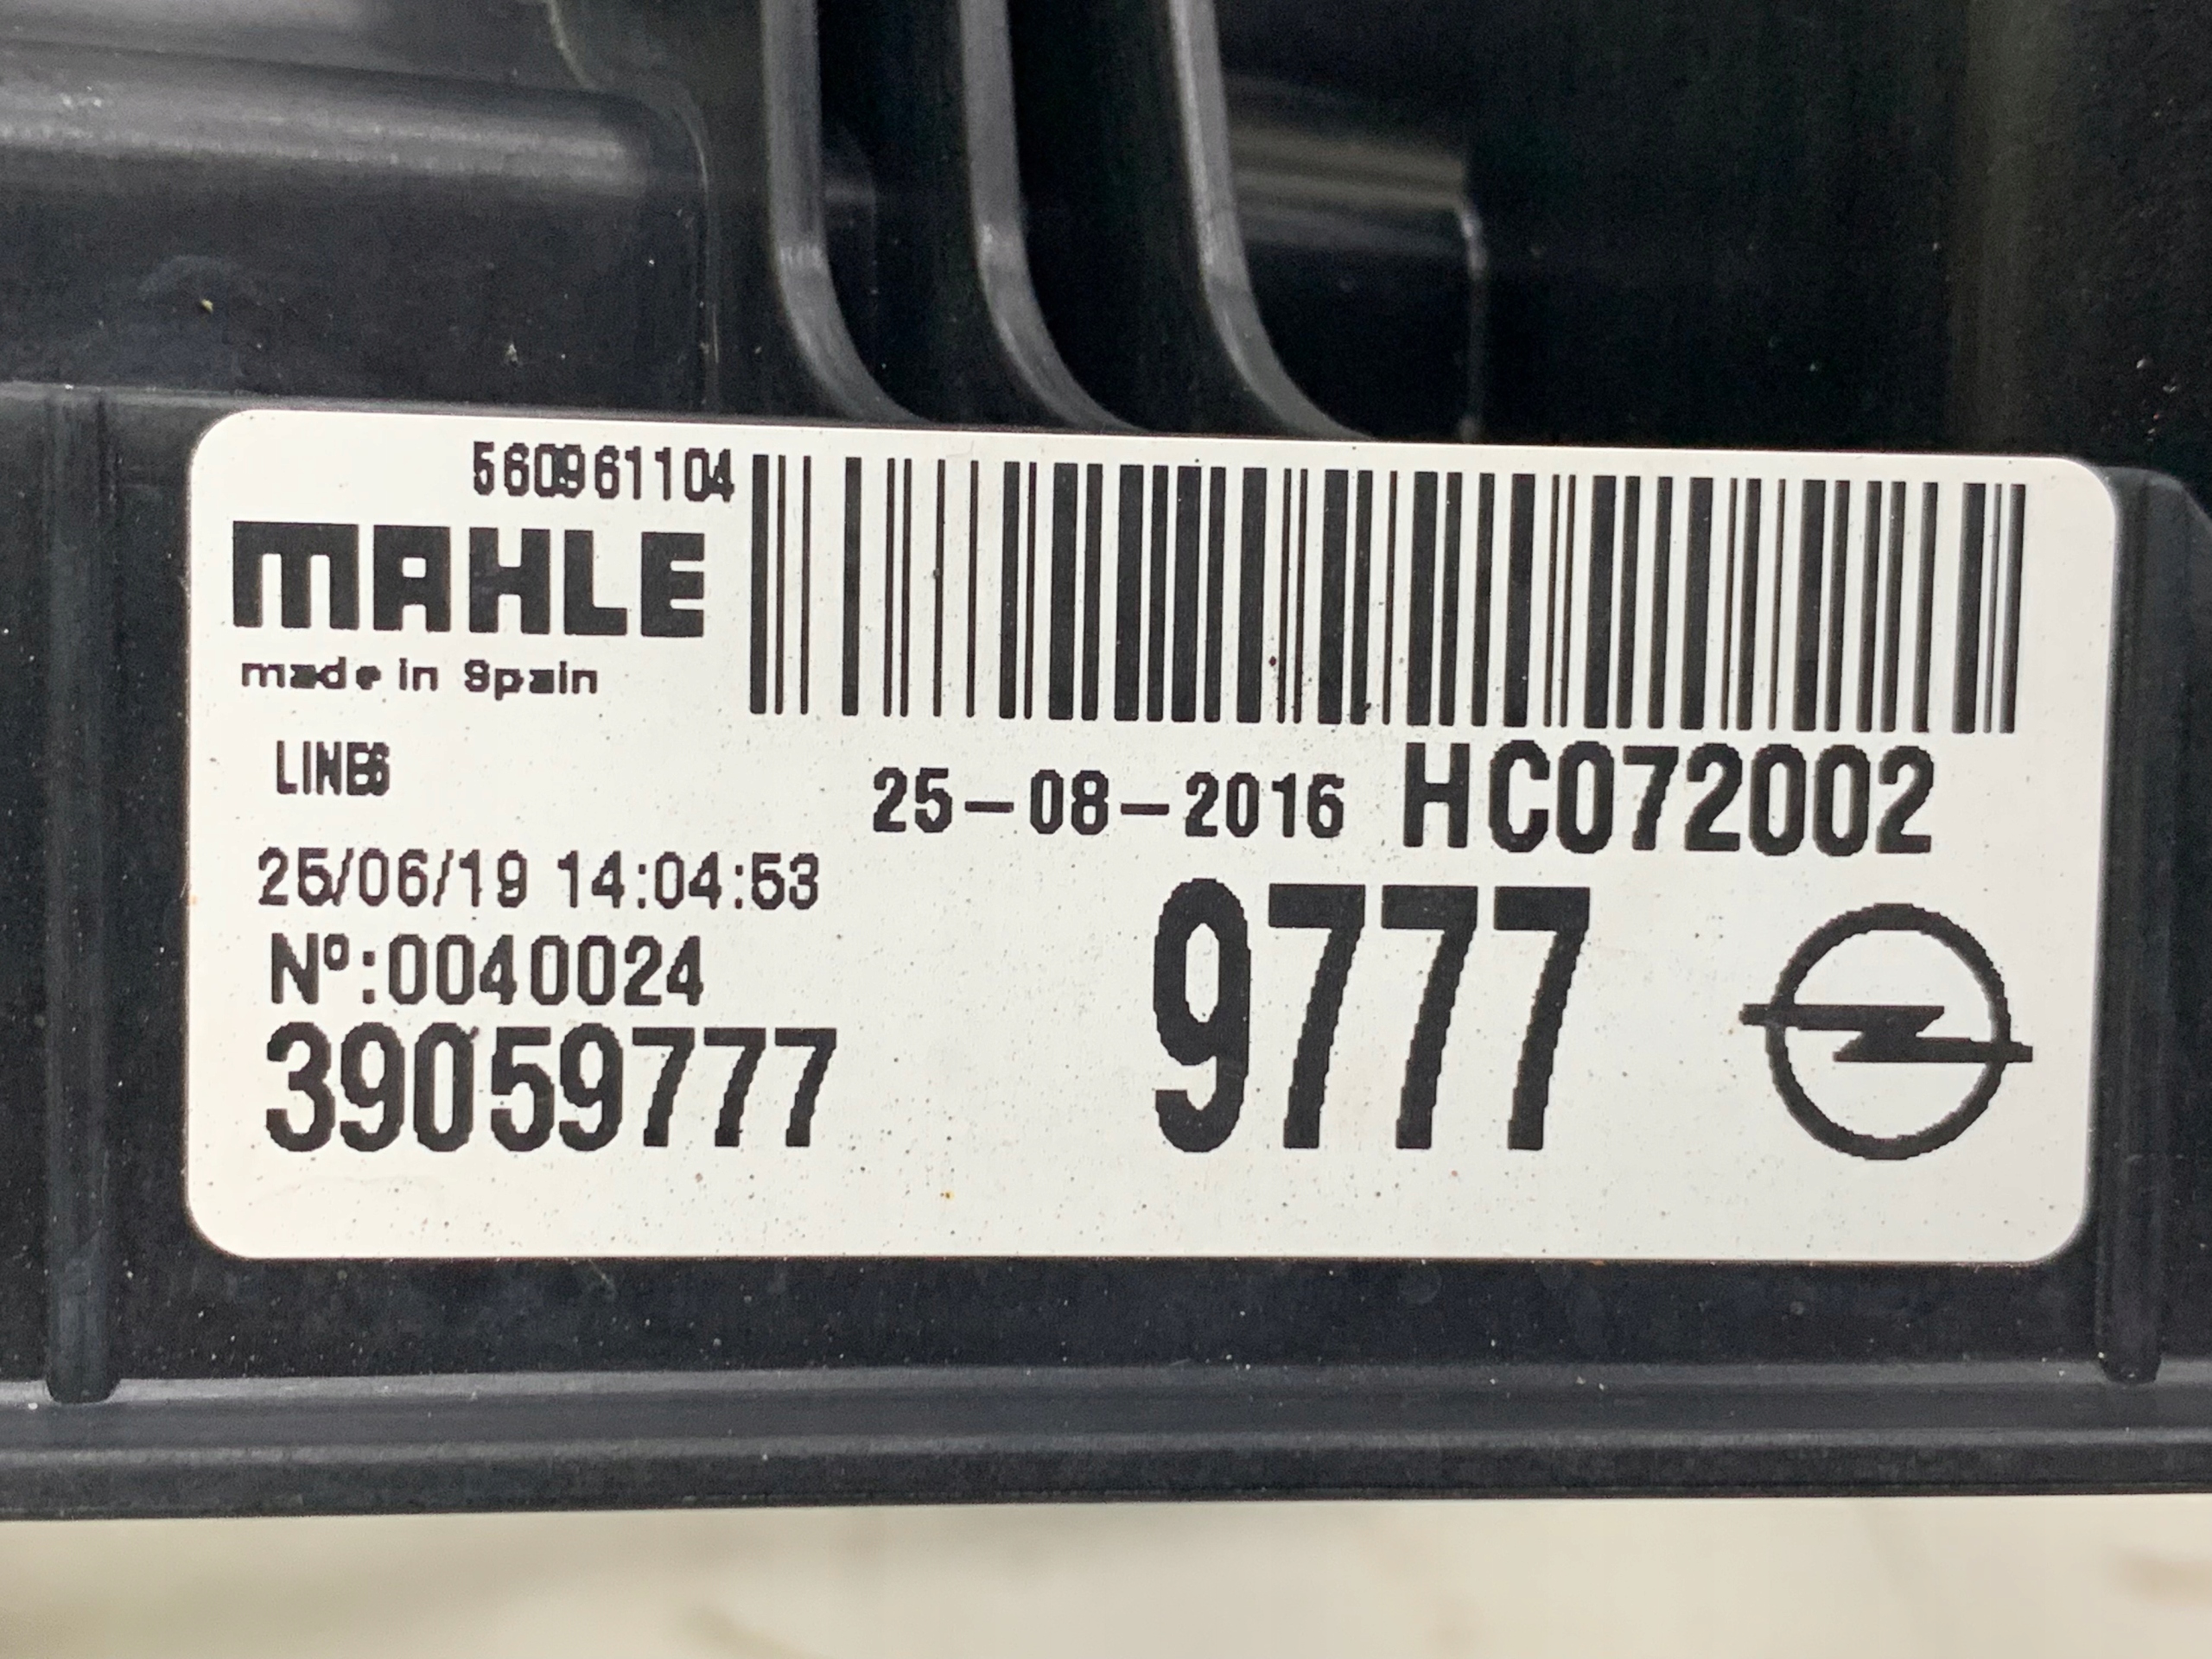 560961104
MAHLE
made in Spain
25-08-2016 HC072002
25/06/19 14:04:53
Nº:0040024
39059777
9777